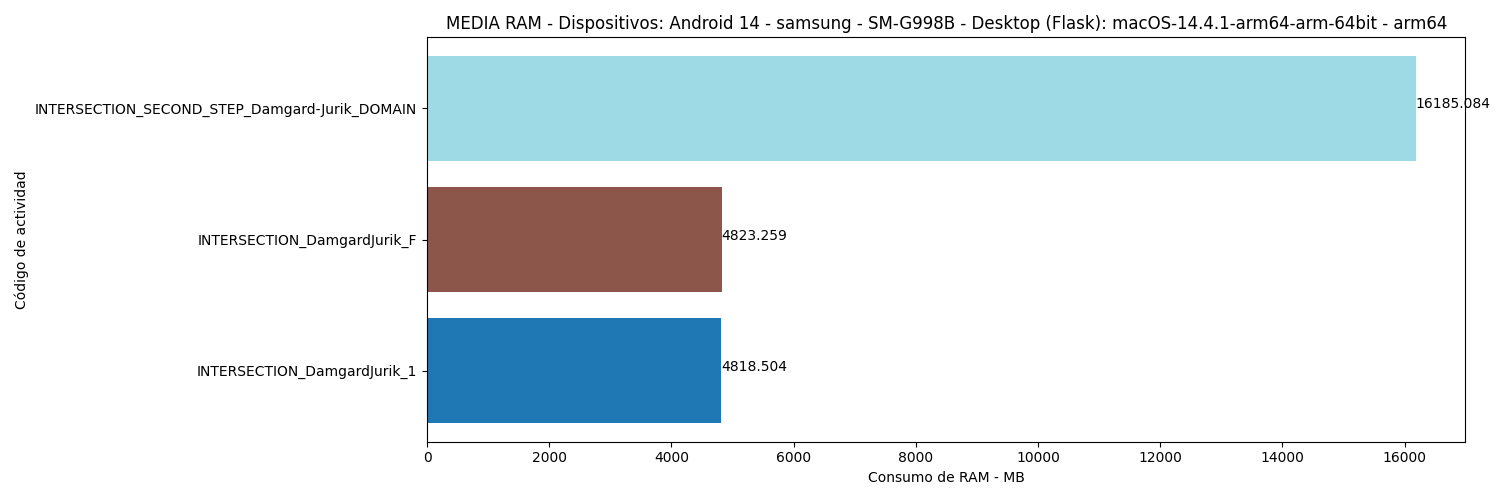 MEDIA RAM - Dispositivos: Android 14 - samsung - SM-G998B - Desktop (Flask): macOS-14.4.1-arm64-arm-64bit - arm64
Código de actividad
INTERSECTION_SECOND_STEP_Damgard-Jurik_DOMAIN
16185.084
INTERSECTION_DamgardJurik_F
4823.259
INTERSECTION_DamgardJurik_1
4818.504
0 2000 4000 6000 8000 10000 12000 14000 16000
Consumo de RAM - MB